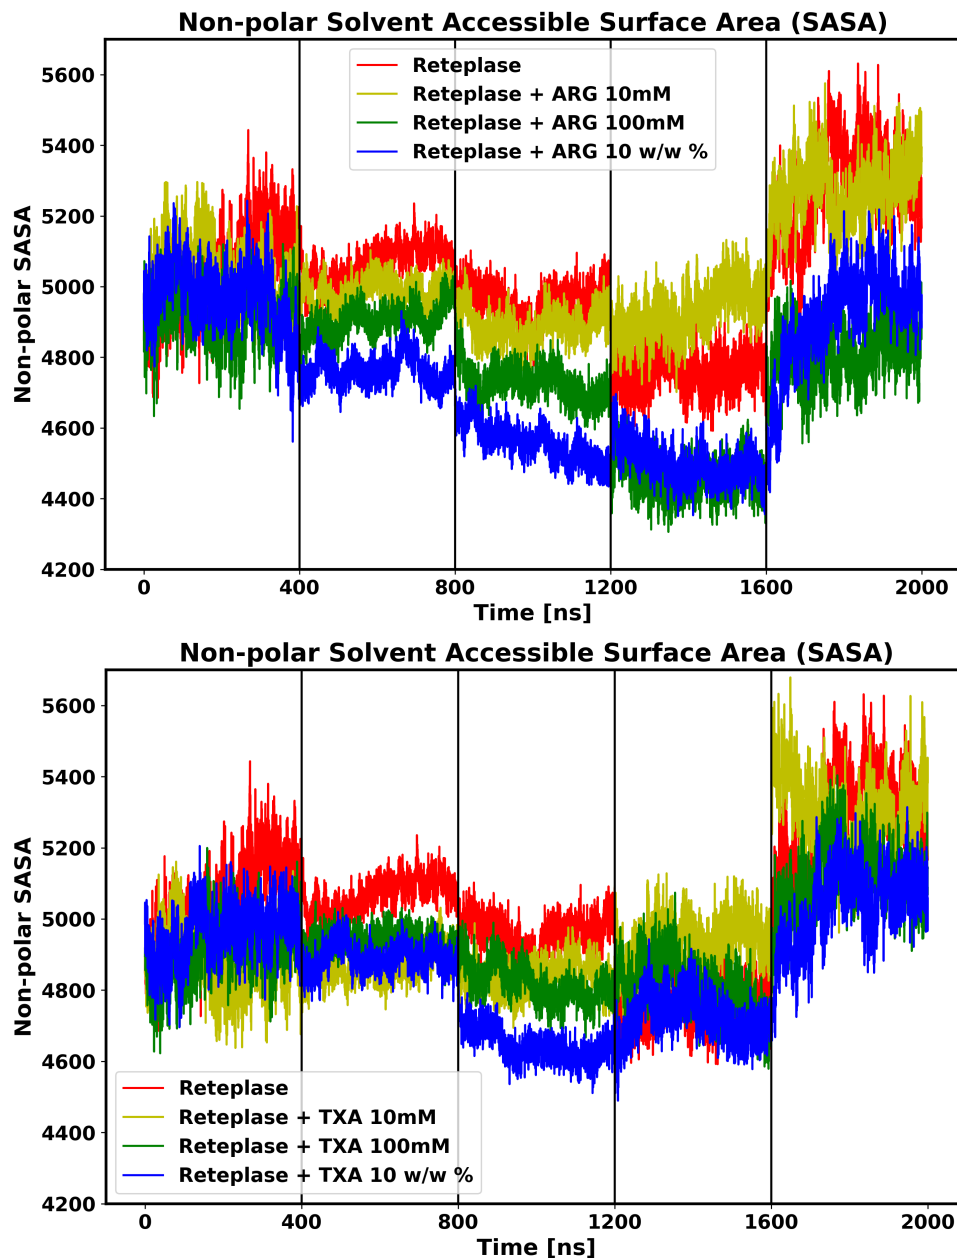 Non-polar Solvent Accessible Surface Area (SASA)
5600
5400
5200
5000
4800
4600
4400
4200
Non-polar SASA
Reteplase
Reteplase + ARG 10mM
Reteplase + ARG 100mM
Reteplase + ARG 10 w/w %
0 400 800 1200 1600 2000
Time [ns]
Non-polar Solvent Accessible Surface Area (SASA)
5600
5400
5200
5000
4800
4600
4400
4200
Non-polar SASA
Reteplase
Reteplase + TXA 10mM
Reteplase + TXA 100mM
Reteplase + TXA 10 w/w %
0 400 800 1200 1600 2000
Time [ns]